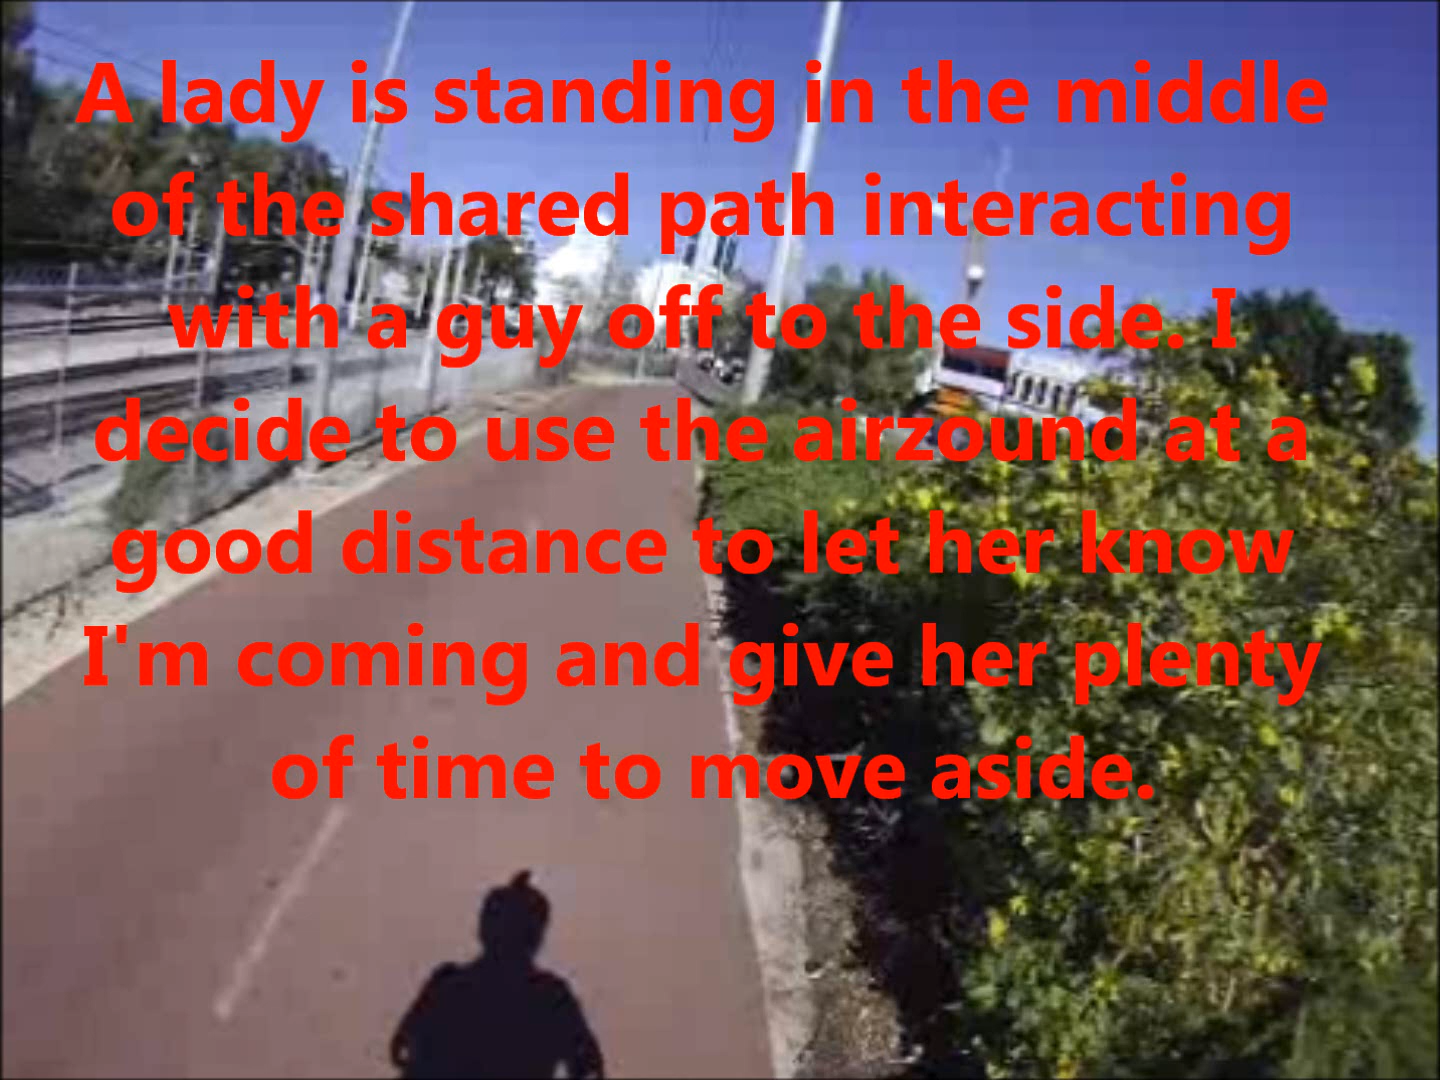 A lady is standing in the middle
of the shared path interacting
with a guy off to the side. I
decide to use the airzound at a
good distance to let her know
I'm coming and give her plenty
of time to move aside.